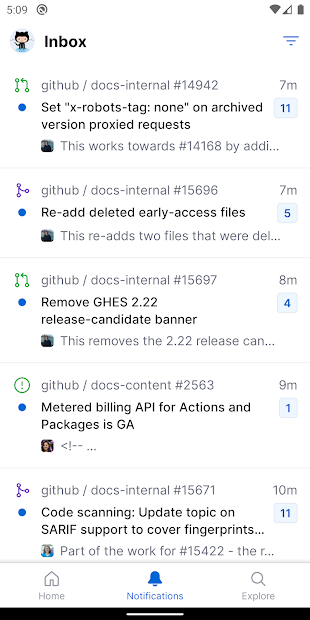 5:09
Inbox
github / docs-internal #14942 7m
Set "x-robots-tag: none" on archived 11
version proxied requests
This works towards #14168 by addi...
github / docs-internal #15696 7m
Re-add deleted early-access files 5
This re-adds two files that were del...
github / docs-internal #15697 8m
Remove GHES 2.22 4
release-candidate banner
This removes the 2.22 release can...
github / docs-content #2563 9m
Metered billing API for Actions and 1
Packages is GA
<!-- ...
github / docs-internal #15671 10m
Code scanning: Update topic on 11
SARIF support to cover fingerprints...
Part of the work for #15422 - the r...
Home Notifications Explore